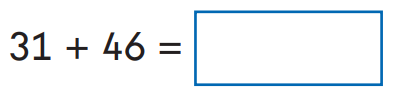 31 + 46 =